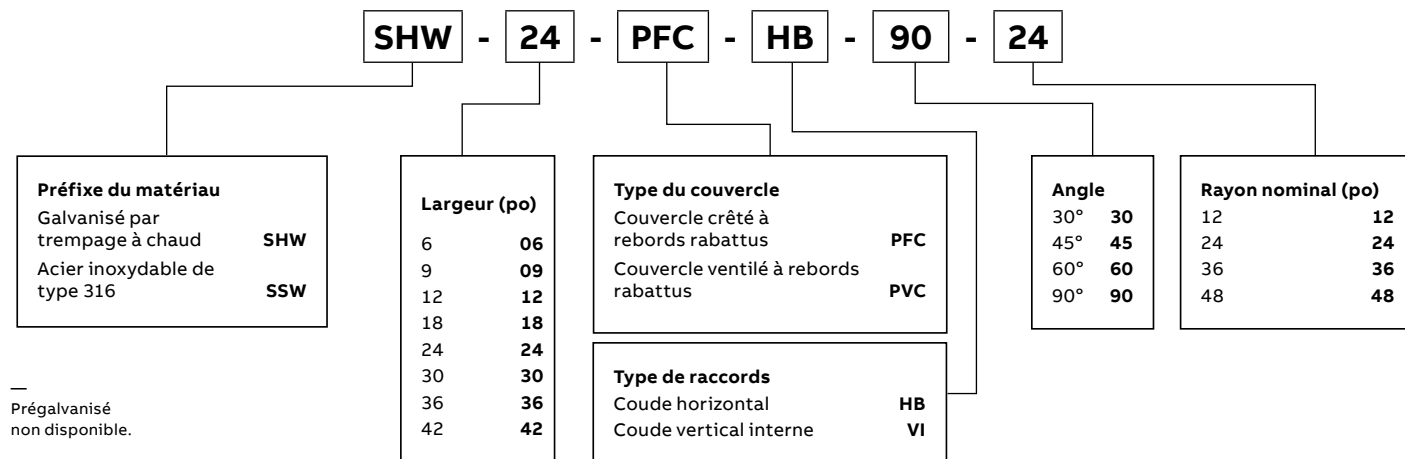 SHW - 24 - PFC - HB - 90 - 24
Préfixe du matériau
Galvanisé par
trempage à chaud SHW
Acier inoxydable de
type 316 SSW
Largeur (po)
6 06
9 09
12 12
18 18
24 24
30 30
36 36
42 42
Type du couvercle
Couvercle crêté à
rebords rabattus PFC
Couvercle ventilé à rebords
rabattus PVC
Type de raccords
Coude horizontal HB
Coude vertical interne VI
Angle
30° 30
45° 45
60° 60
90° 90
Rayon nominal (po)
12 12
24 24
36 36
48 48
—
Prégalvanisé
non disponible.